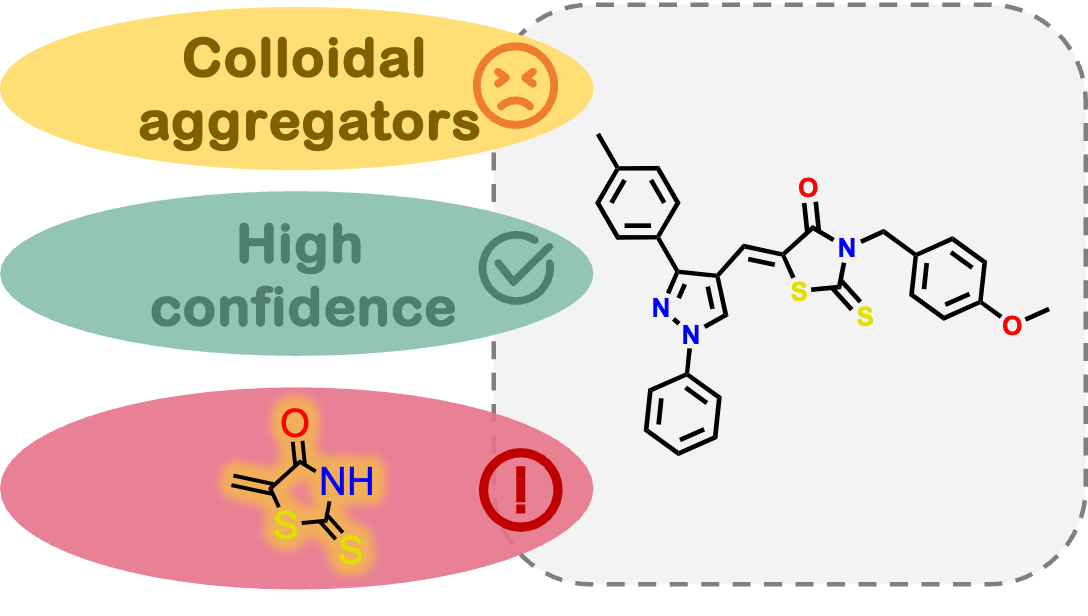 Colloidal
aggregators
High
confidence
O
NH
S
S
O
N
S
S
N
N
O